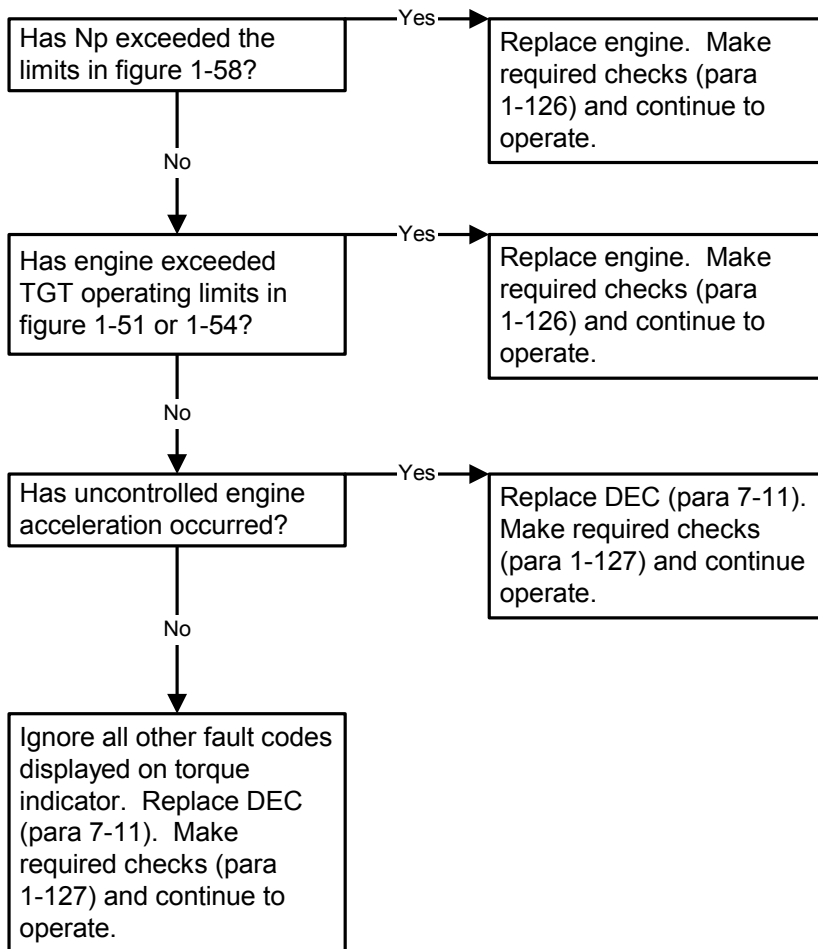 Has Np exceeded the
limits in figure 1-58?
Yes
Replace engine.  Make
required checks (para
1-126) and continue to
operate.
No
Has engine exceeded
TGT operating limits in
figure 1-51 or 1-54?
Yes
Replace engine.  Make
required checks (para
1-126) and continue to
operate.
No
Has uncontrolled engine
acceleration occurred?
Yes
Replace DEC (para 7-11).
Make required checks
(para 1-127) and continue
operate.
No
Ignore all other fault codes
displayed on torque
indicator.  Replace DEC
(para 7-11).  Make
required checks (para
1-127) and continue to
operate.